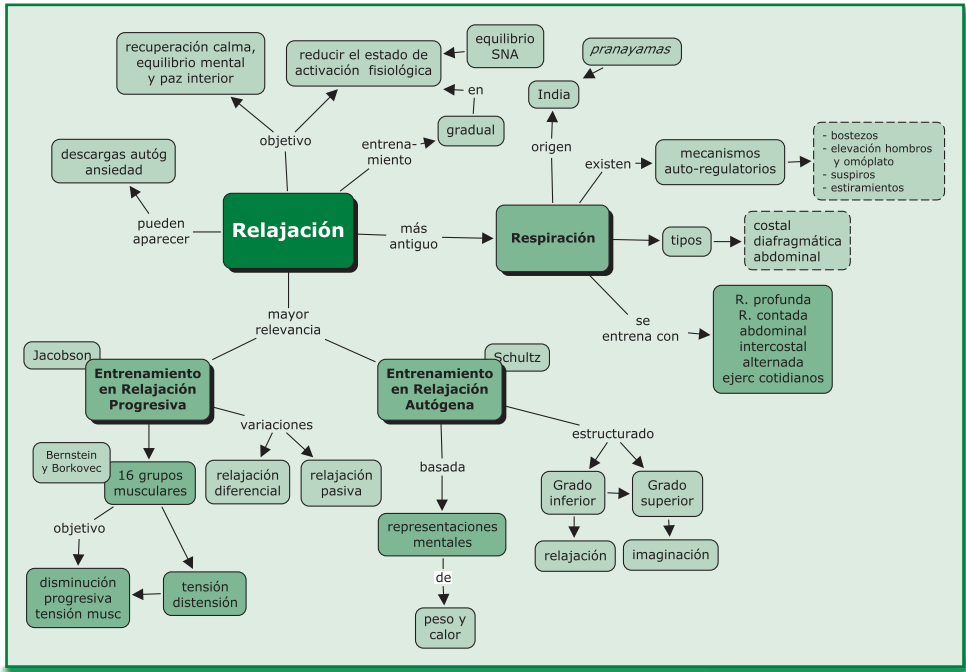 recuperación calma,
equilibrio mental
y paz interior
reducir el estado de
activación fisiológica
equilibrio
SNA
en
gradual
objetivo
entrena-
miento
descargas autóg
ansiedad
pueden
aparecer
Relajación
más
antiguo
Respiración
pranayamas
India
origen
existen
mecanismos
auto-regulatorios
- bostezos
- elevación hombros
y omóplato
- suspiros
- estiramientos
tipos
costal
diafragmática
abdominal
se
entrena con
R. profunda
R. contada
abdominal
intercostal
alternada
ejerc cotidianos
mayor
relevancia
Jacobson
Entrenamiento
en Relajación
Progresiva
Schultz
Entrenamiento
en Relajación
Autógena
variaciones
relajación
diferencial
relajación
pasiva
Bernstein
y Borkovec
16 grupos
musculares
objetivo
disminución
progresiva
tensión musc
tensión
distensión
basada
representaciones
mentales
de
peso y
calor
estructurado
Grado
inferior
Grado
superior
relajación
imaginación